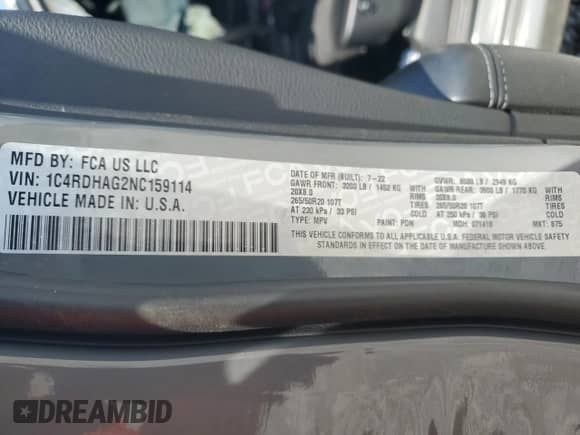 MFD BY: FCA US LLC
VIN: 1C4RDHAG2NC159114
VEHICLE MADE IN: U.S.A.
DATE OF MFR (BUILT): 7-22 GVWR: LB / 2949 KG
GAWR FRONT: 3200 LB / 1452 KG WITH GAWR REAR: 3900 LB / 1770 KG WITH
20X8.0 RIMS 20X8.0 RIMS
265/50R20 107T TIRES 265/50R20 107T TIRES
AT 230 kPa / 33 PSI COLD AT 250 kPa / 36 PSI COLD
TYPE: MPV PAINT: PDN MDH: 071418 MKT: 875
THIS VEHICLE CONFORMS TO ALL APPLICABLE U.S.A. FEDERAL MOTOR VEHICLE SAFETY
STANDARDS IN EFFECT ON THE DATE OF MANUFACTURE SHOWN ABOVE.
DREAMBID